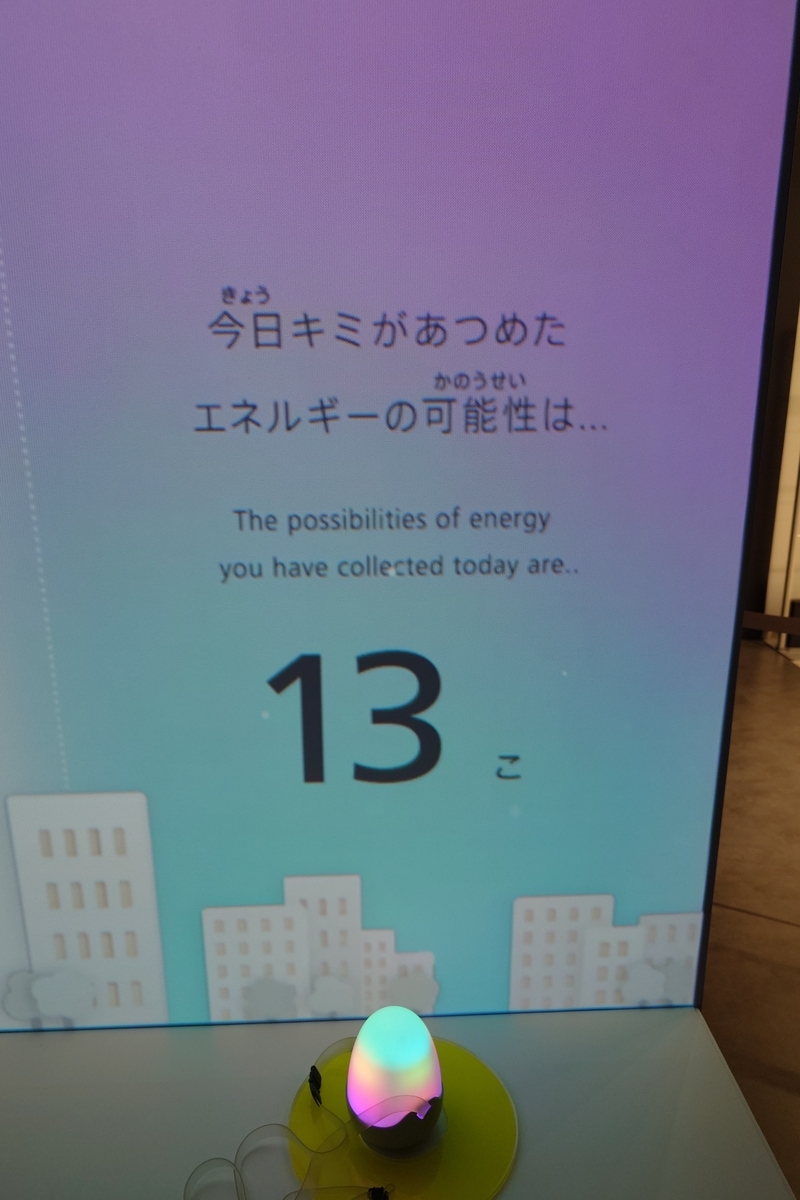 きょう
今日キミがあつめた
かのうせい
エネルギーの可能性は...
The possibilities of energy
you have collected today are..
13 こ